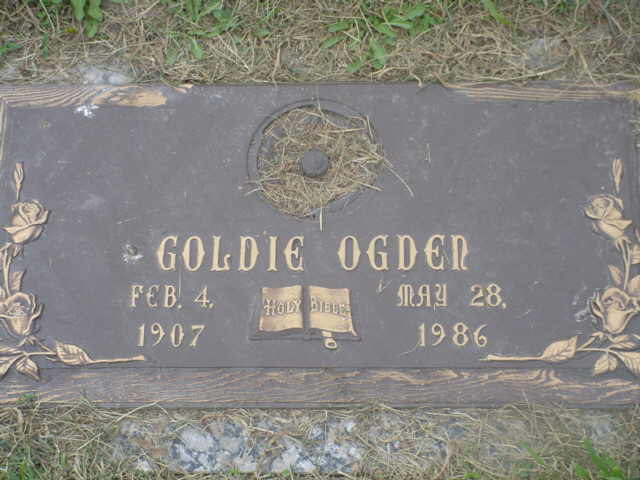 GOLDIE OGDEN
FEB. 4, HOLY BIBLE MAY 28,
1907 1986